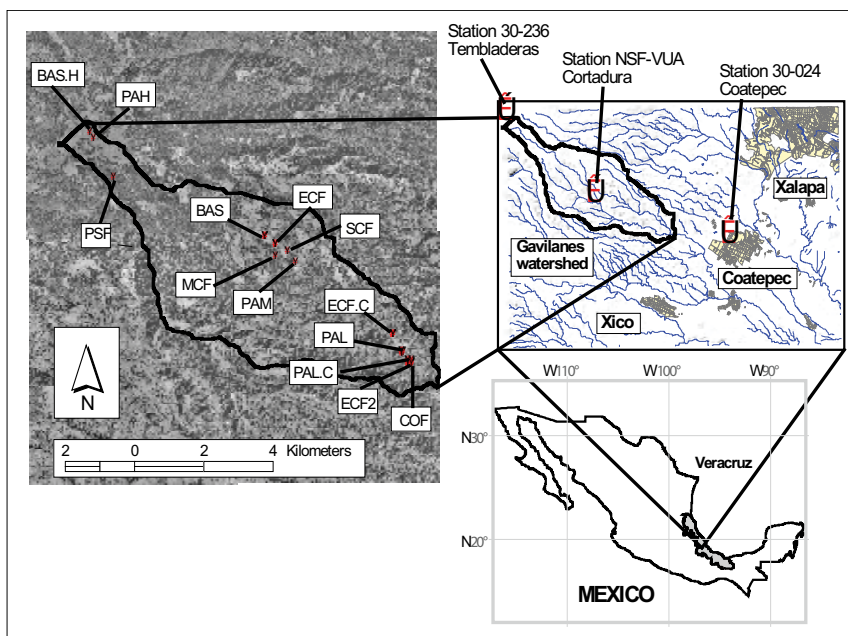 BAS.H
PAH
PSF
BAS
ECF
SCF
MCF
PAM
ECF.C
PAL
PAL.C
ECF2
COF
N
2 0 2 4 Kilometers
Station 30-236
Tembladeras
Station NSF-VUA
Cortadura
Station 30-024
Coatepec
Xalapa
Gavilanes
watershed
Coatepec
Xico
W110° W100° W90°
N30°
Veracruz
N20°
MEXICO